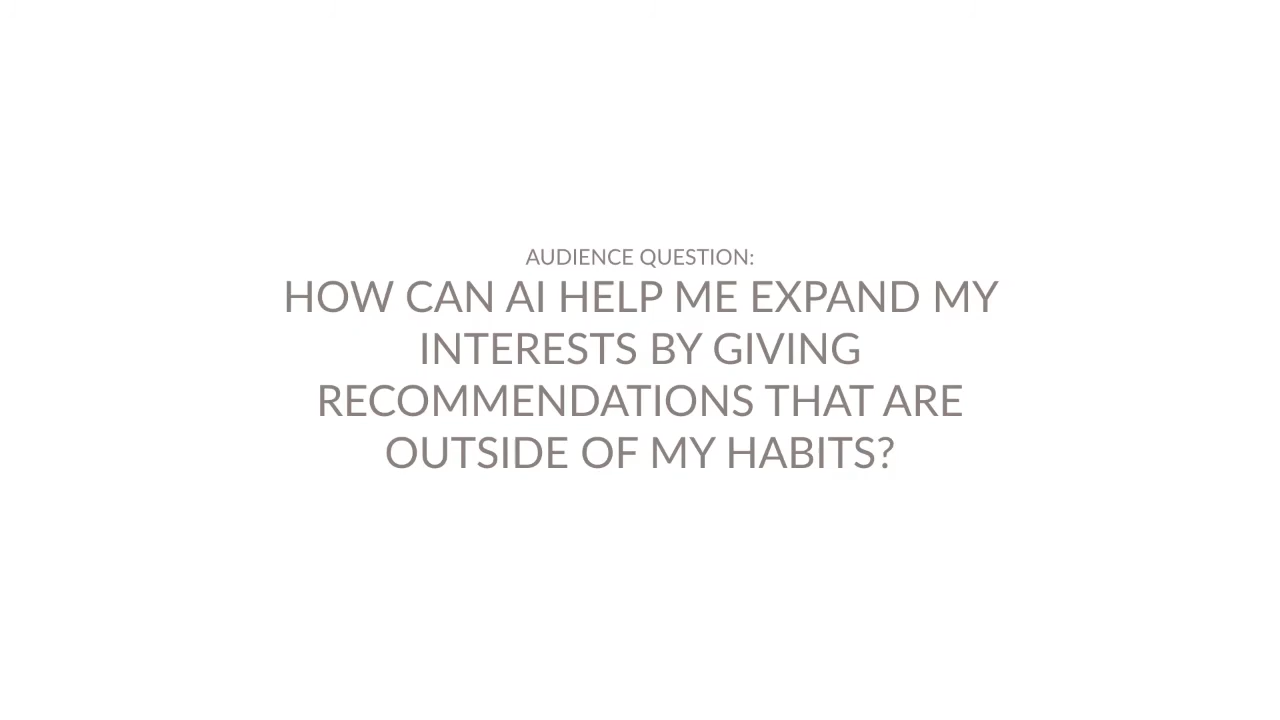 AUDIENCE QUESTION:
HOW CAN AI HELP ME EXPAND MY
INTERESTS BY GIVING
RECOMMENDATIONS THAT ARE
OUTSIDE OF MY HABITS?